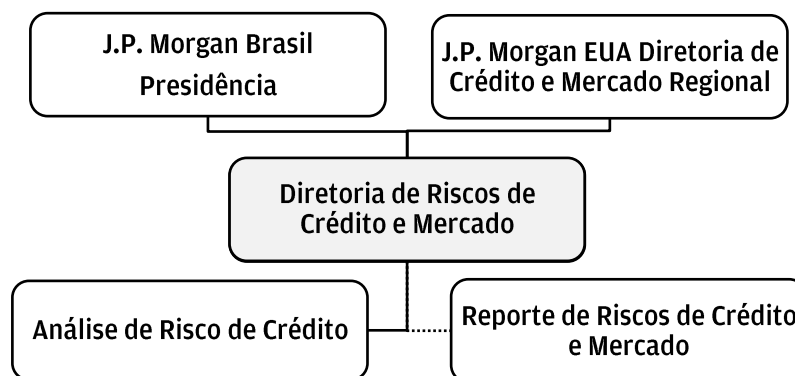 J.P. Morgan Brasil
Presidência
J.P. Morgan EUA Diretoria de
Crédito e Mercado Regional
Diretoria de Riscos de
Crédito e Mercado
Análise de Risco de Crédito
Reporte de Riscos de Crédito
e Mercado